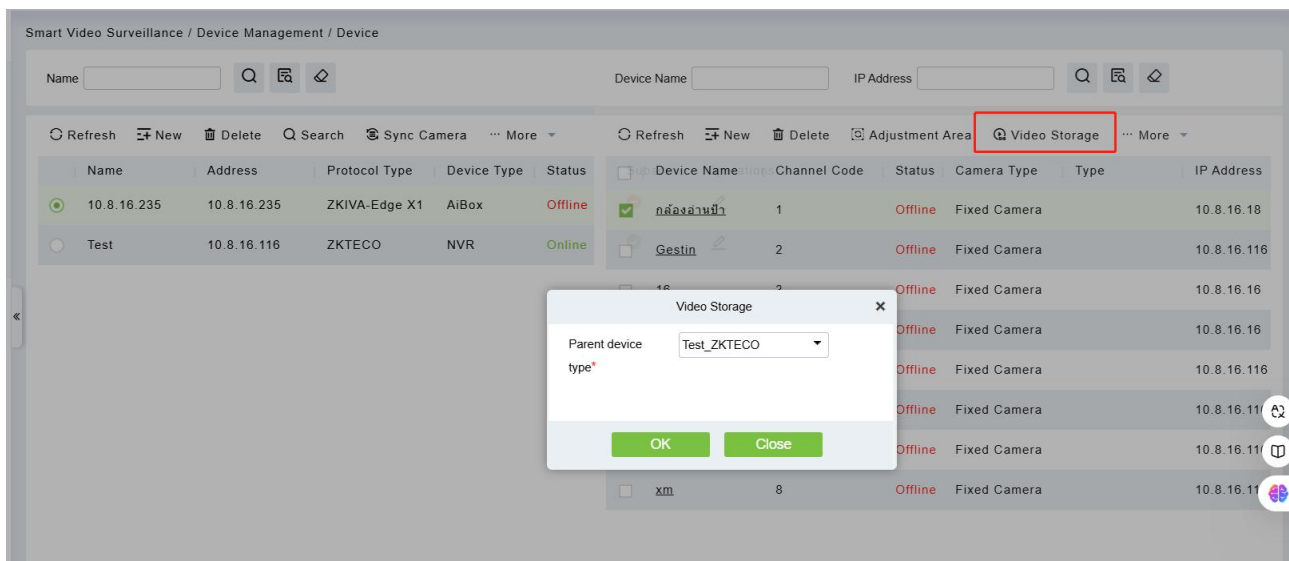 Smart Video Surveillance / Device Management / Device
Name Device Name IP Address
Refresh New Delete Search Sync Camera ··· More Refresh New Delete Adjustment Area Video Storage ··· More
Name Address Protocol Type Device Type Status Device Name Channel Code Status Camera Type Type IP Address
10.8.16.235 10.8.16.235 ZKIVA-Edge X1 AiBox Offline กล้องอ่านป้า 1 Offline Fixed Camera 10.8.16.18
Test 10.8.16.116 ZKTECO NVR Online Gestin 2 Offline Fixed Camera 10.8.16.116
Offline Fixed Camera 10.8.16.16
Video Storage
Offline Fixed Camera 10.8.16.16
Parent device type* Test_ZKTECO
Offline Fixed Camera 10.8.16.116
Offline Fixed Camera
OK Close
Offline Fixed Camera
xm 8 Offline Fixed Camera